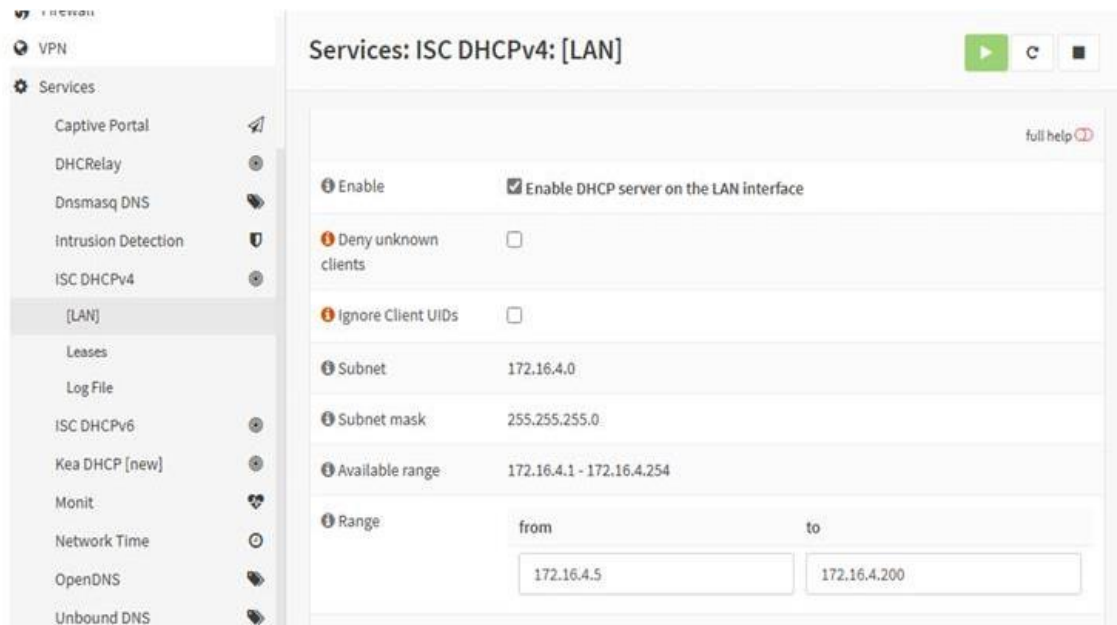 Firewall
VPN
Services
Captive Portal
DHCRelay
Dnsmasq DNS
Intrusion Detection
ISC DHCPv4
[LAN]
Leases
Log File
ISC DHCPv6
Kea DHCP [new]
Monit
Network Time
OpenDNS
Unbound DNS
Services: ISC DHCPv4: [LAN]
full help
Enable
Enable DHCP server on the LAN interface
Deny unknown
clients
Ignore Client UIDs
Subnet
172.16.4.0
Subnet mask
255.255.255.0
Available range
172.16.4.1 - 172.16.4.254
Range
from
to
172.16.4.5
172.16.4.200